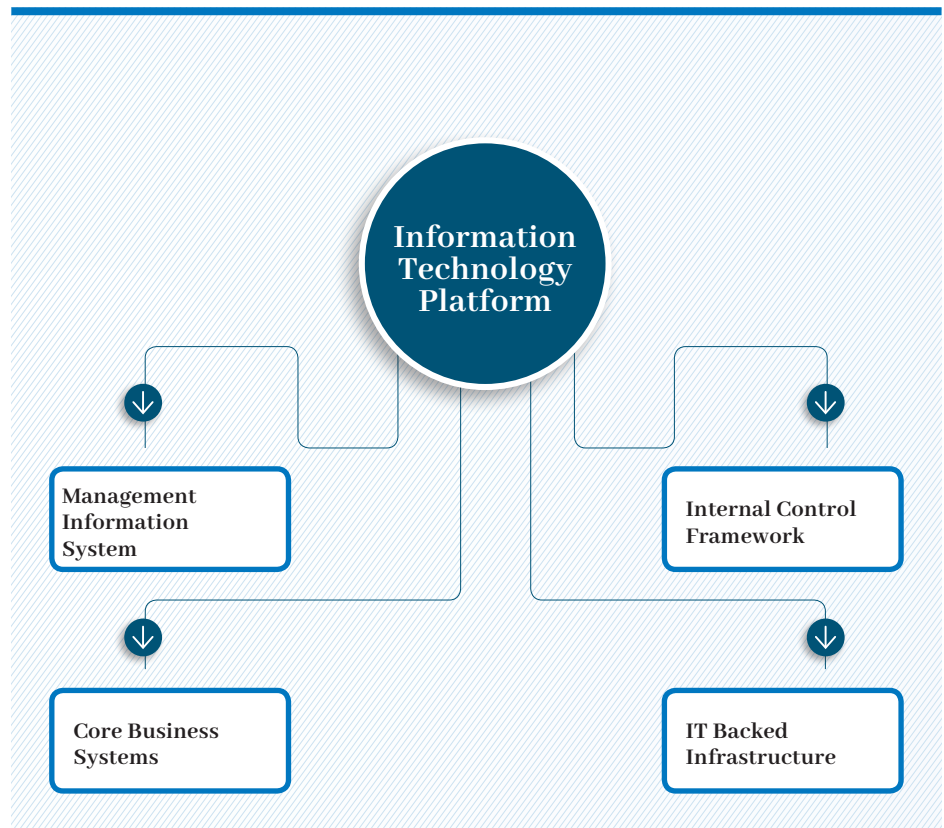 Information
Technology
Platform
Management
Information
System
Internal Control
Framework
Core Business
Systems
IT Backed
Infrastructure